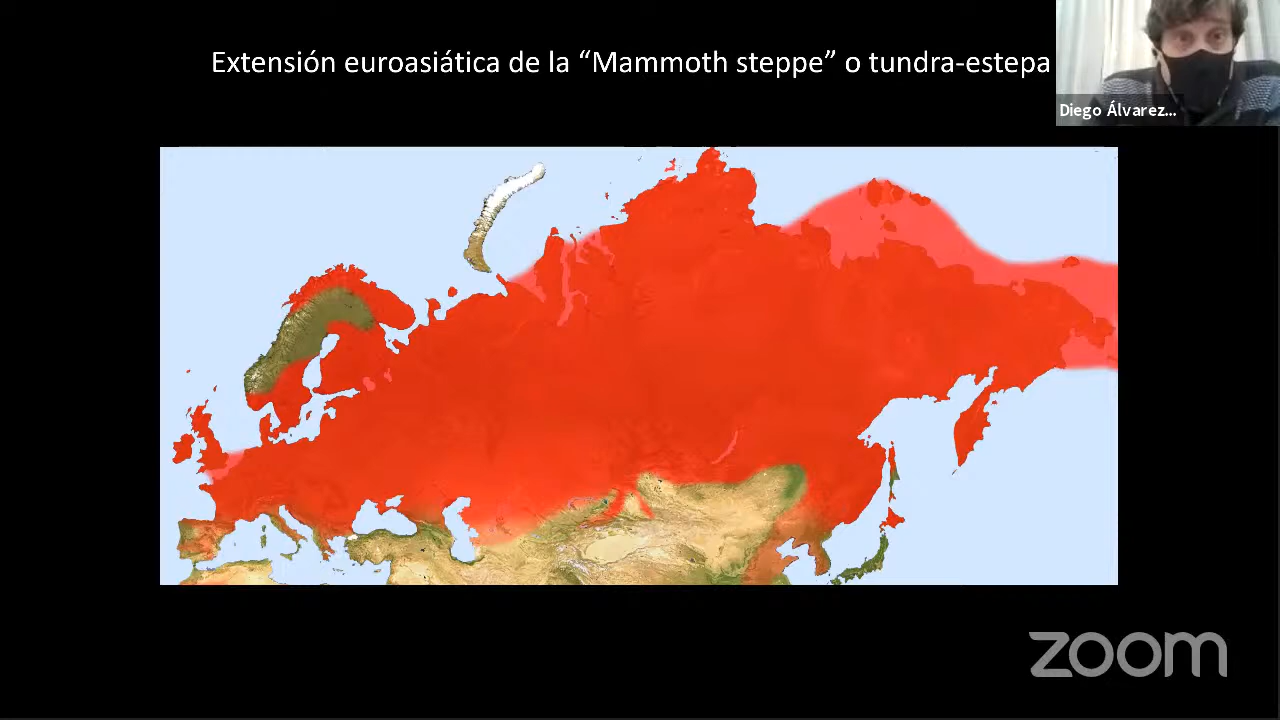 Extensión euroasiática de la “Mammoth steppe” o tundra-estepa
Diego Álvarez...
zoom